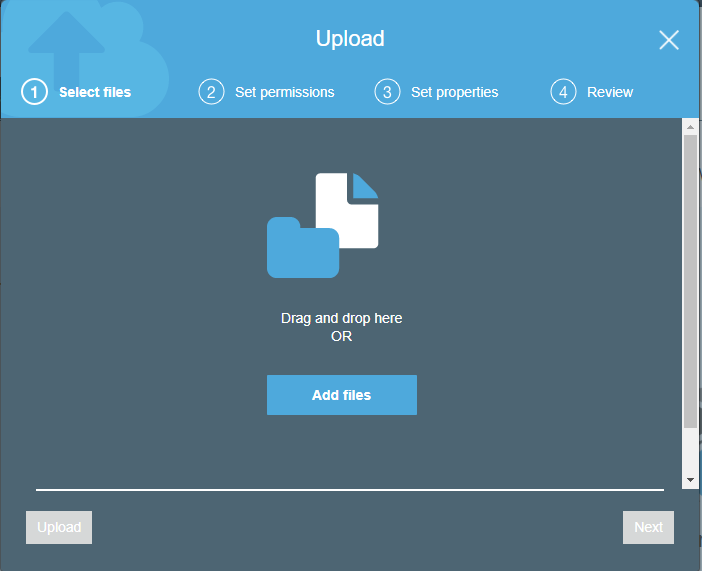 Upload
1 Select files
2 Set permissions
3 Set properties
4 Review
Drag and drop here
OR
Add files
Upload
Next